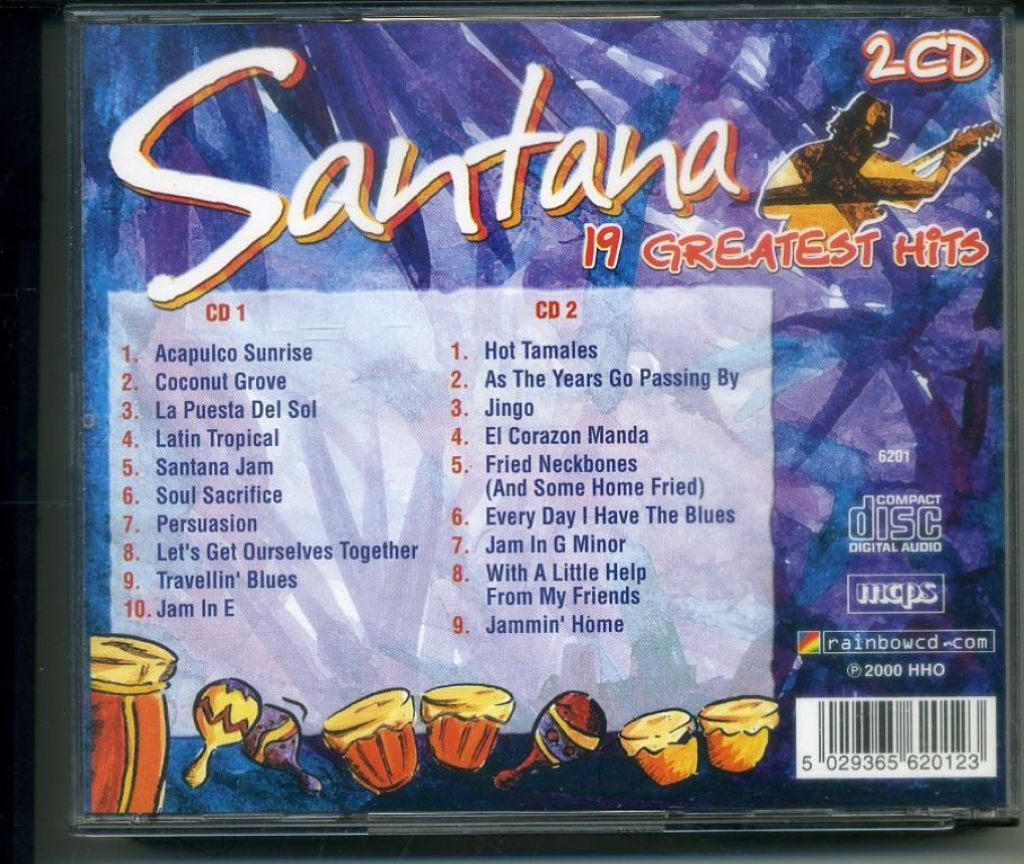 2CD
Santana
19 GREATEST HiTS
CD 1
1. Acapulco Sunrise
2. Coconut Grove
3. La Puesta Del Sol
4. Latin Tropical
5. Santana Jam
6. Soul Sacrifice
7. Persuasion
8. Let's Get Ourselves Together
9. Travellin' Blues
10. Jam In E
CD 2
1. Hot Tamales
2. As The Years Go Passing By
3. Jingo
4. El Corazon Manda
5. Fried Neckbones
(And Some Home Fried)
6. Every Day I Have The Blues
7. Jam In G Minor
8. With A Little Help
From My Friends
9. Jammin' Home
6201
COMPACT
disc
DIGITAL AUDIO
mcps
rainbowcd.com
℗ 2000 HHO
5 029365 620123